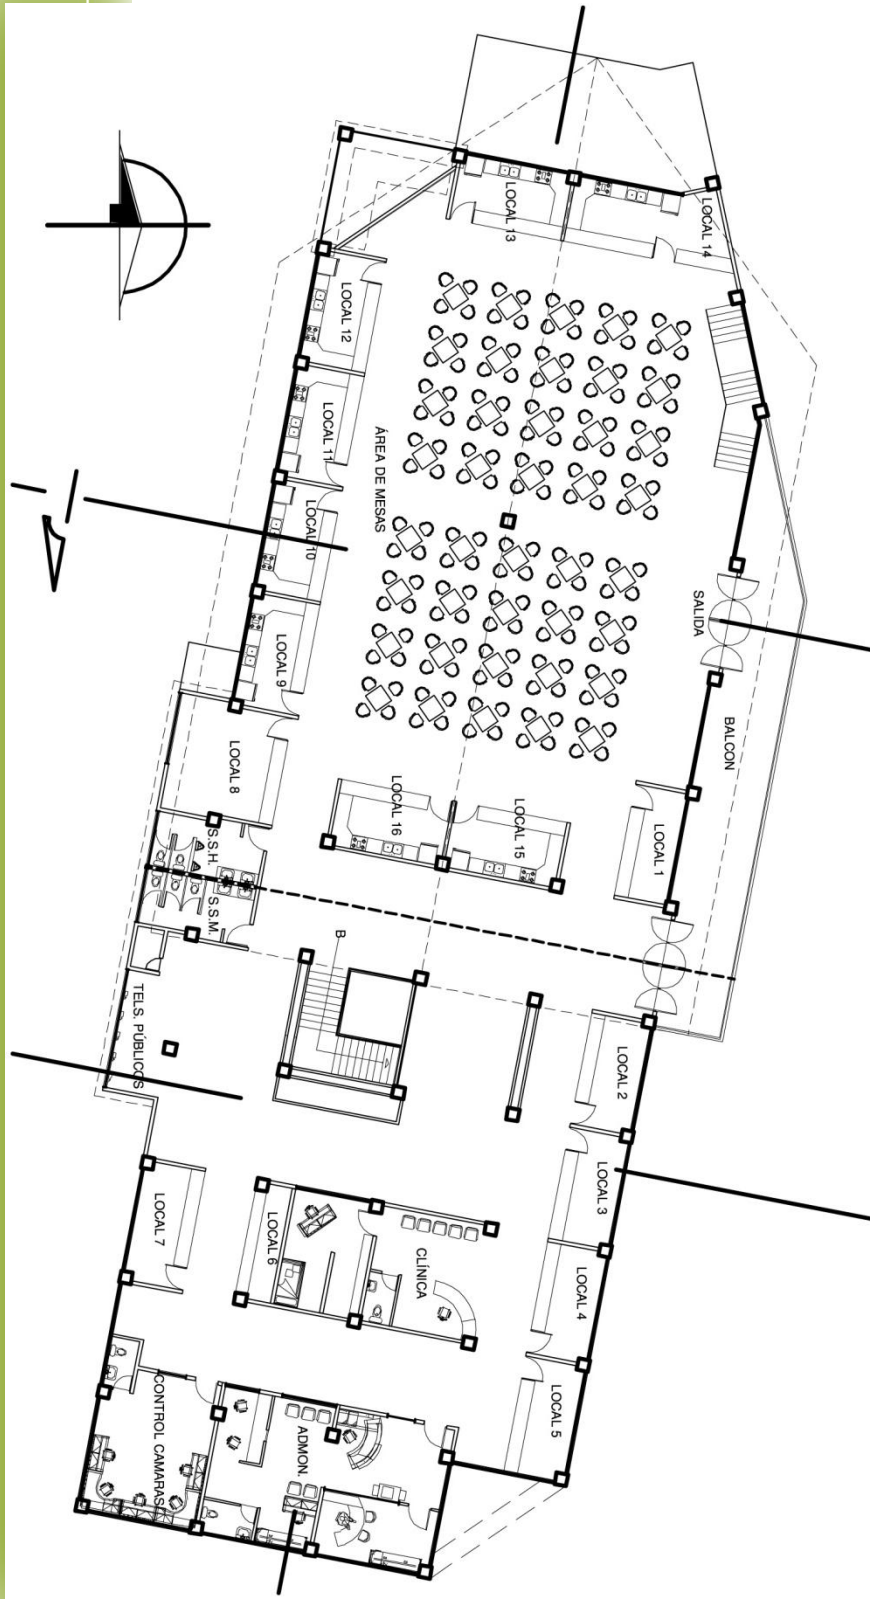 LOCAL 13
LOCAL 14
LOCAL 12
LOCAL 11
ÁREA DE MESAS
LOCAL 10
SALIDA
LOCAL 9
BALCON
LOCAL 8
LOCAL 16
LOCAL 15
LOCAL 1
S.S.H.
S.S.M.
B
TELS. PÚBLICOS
LOCAL 2
LOCAL 3
LOCAL 7
LOCAL 6
CLÍNICA
LOCAL 4
LOCAL 5
CONTROL CAMARAS
ADMON.